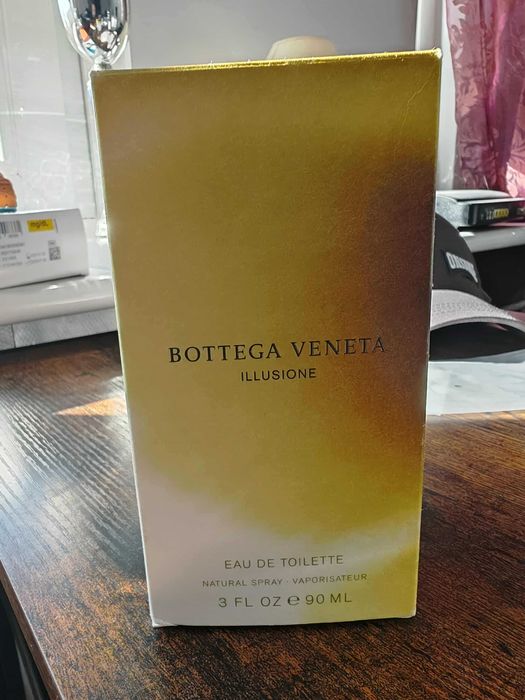 BOTTEGA VENETA
ILLUSIONE
EAU DE TOILETTE
NATURAL SPRAY · VAPORISATEUR
3 FL OZ ℮ 90 ML